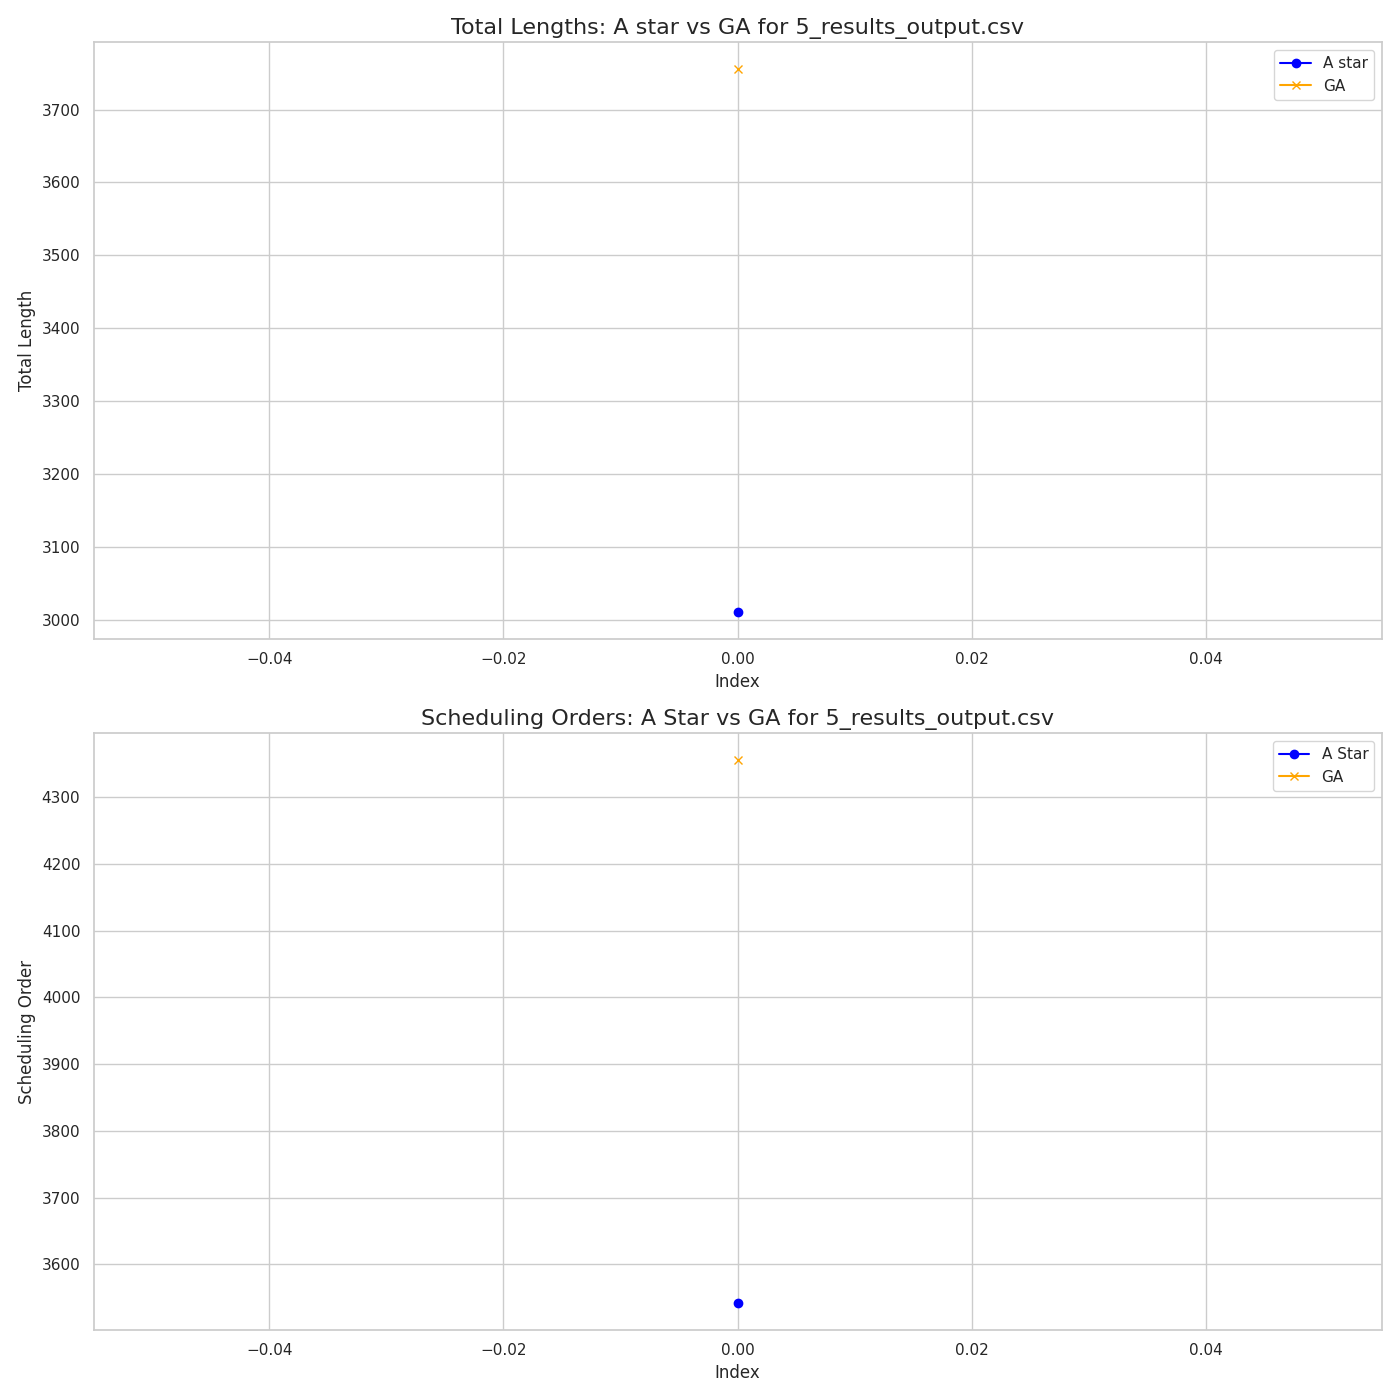 Total Lengths: A star vs GA for 5_results_output.csv
A star
GA
3700
3600
3500
3400
3300
3200
3100
3000
Total Length
−0.04
−0.02
0.00
0.02
0.04
Index
Scheduling Orders: A Star vs GA for 5_results_output.csv
A Star
GA
4300
4200
4100
4000
3900
3800
3700
3600
Scheduling Order
−0.04
−0.02
0.00
0.02
0.04
Index